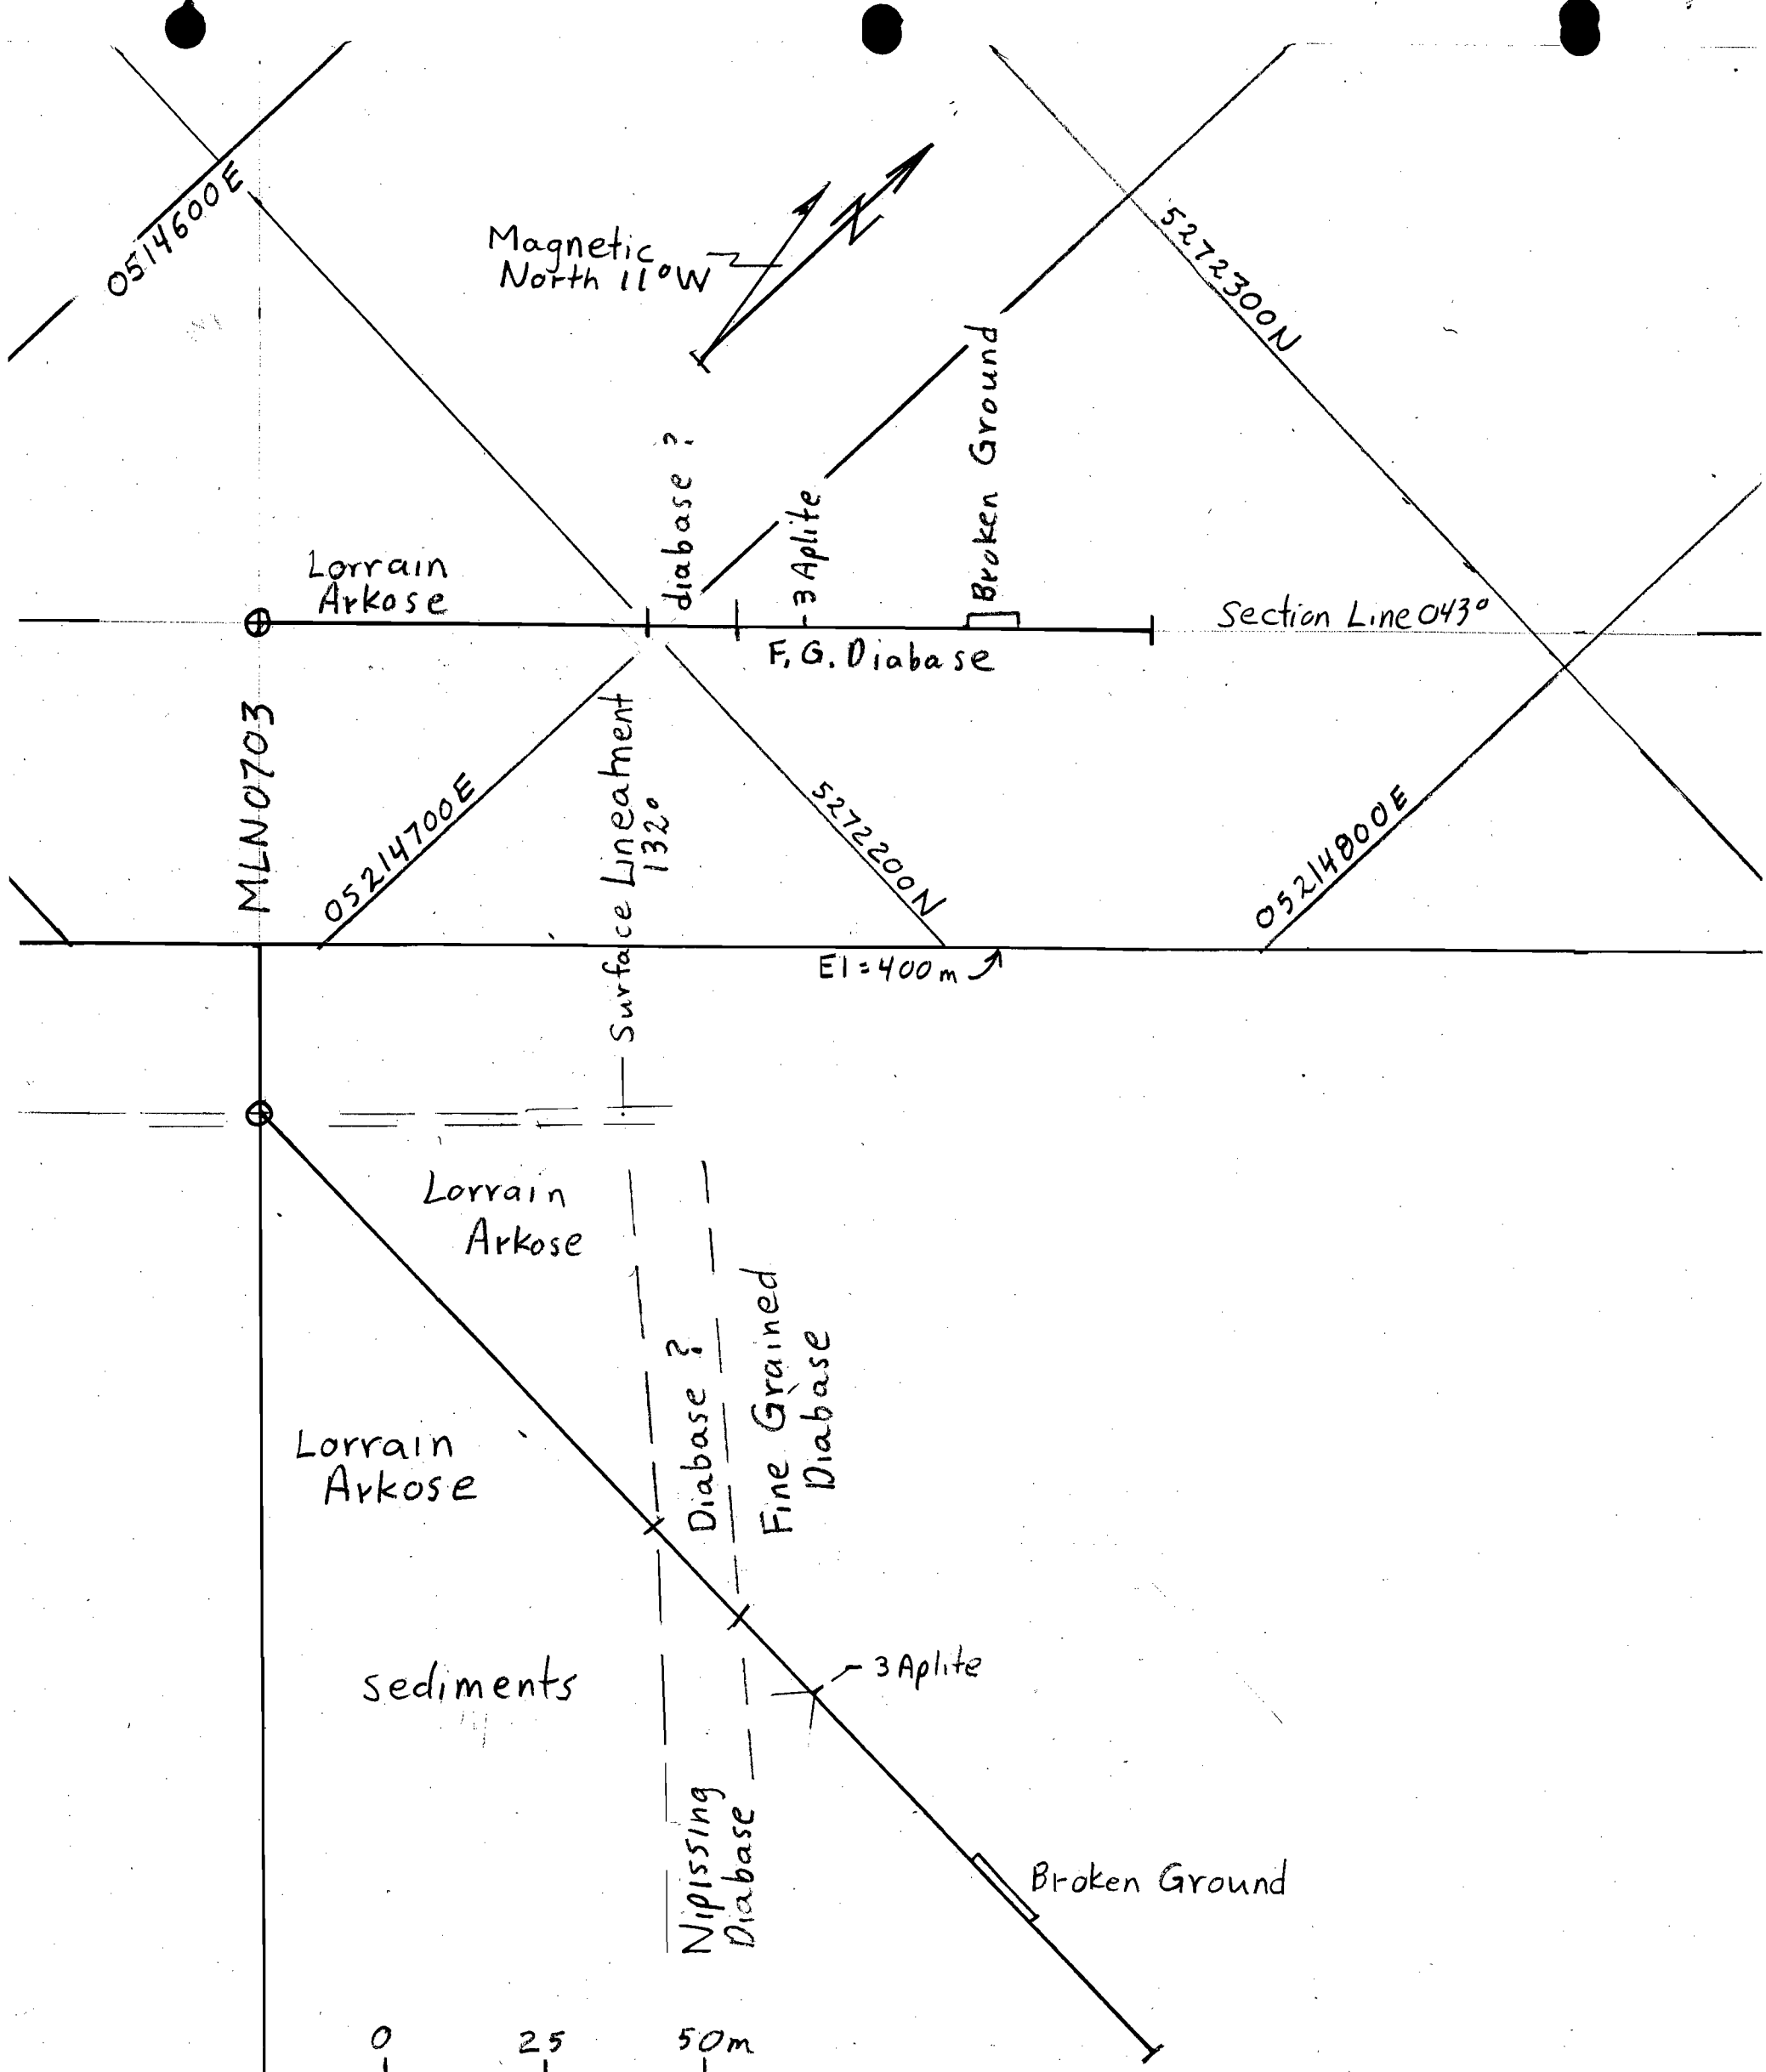 0514600E
Magnetic
North 11°W
N
5272300N
diabase ?
3 Aplite
Broken Ground
Lorrain
Arkose
Section Line 043°
F.G. Diabase
MLN0703
05214700E
Surface Lineament
132°
5272200N
05214800E
El = 400m
Lorrain
Arkose
Diabase ?
Fine Grained
Diabase
Lorrain
Arkose
Sediments
3 Aplite
Nipissing
Diabase
Broken Ground
0 25 50m